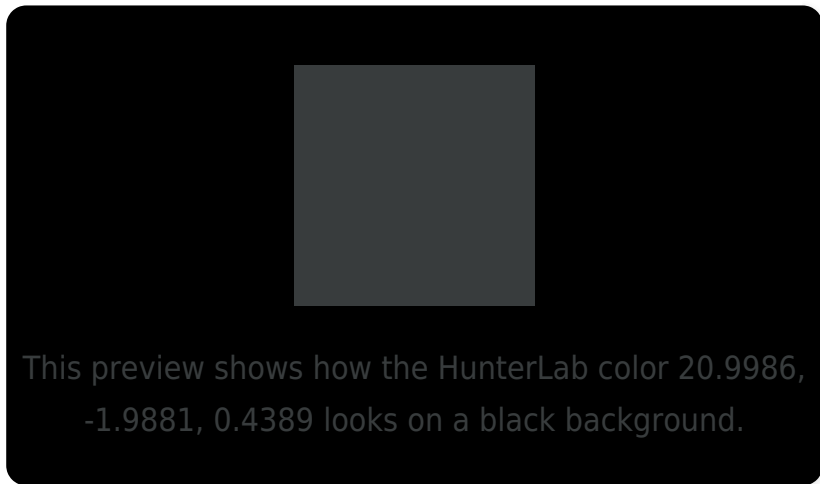 This preview shows how the HunterLab color 20.9986,
-1.9881, 0.4389 looks on a black background.